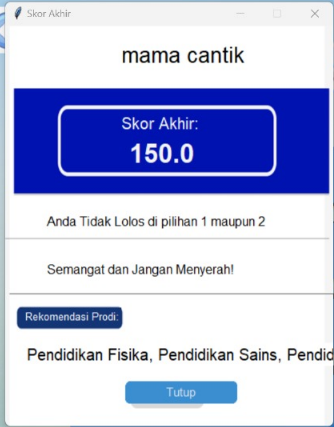 Skor Akhir
mama cantik
Skor Akhir:
150.0
Anda Tidak Lolos di pilihan 1 maupun 2
Semangat dan Jangan Menyerah!
Rekomendasi Prodi:
Pendidikan Fisika, Pendidikan Sains, Pendid
Tutup